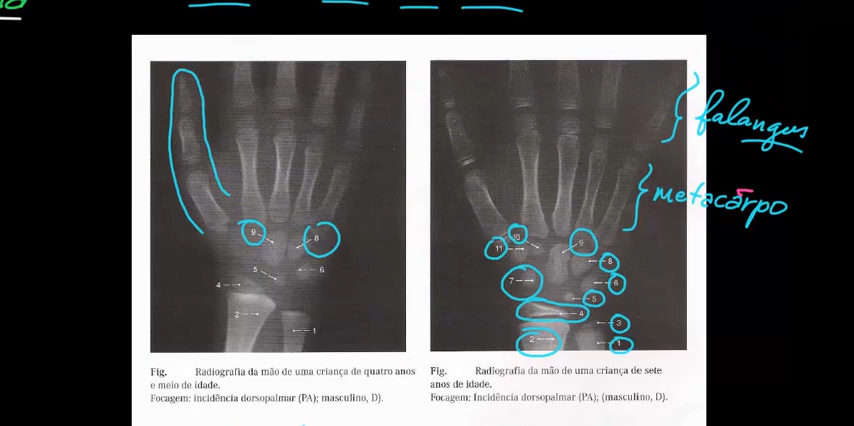 9
8
5
6
4
2
1
10
9
11
8
7
6
5
4
3
2
1
falangus
metacarpo
Fig. Radiografia da mão de uma criança de quatro anos
e meio de idade.
Focagem: incidência dorsopalmar (PA); masculino, D).
Fig. Radiografia da mão de uma criança de sete
anos de idade.
Focagem: Incidência dorsopalmar (PA); (masculino, D).